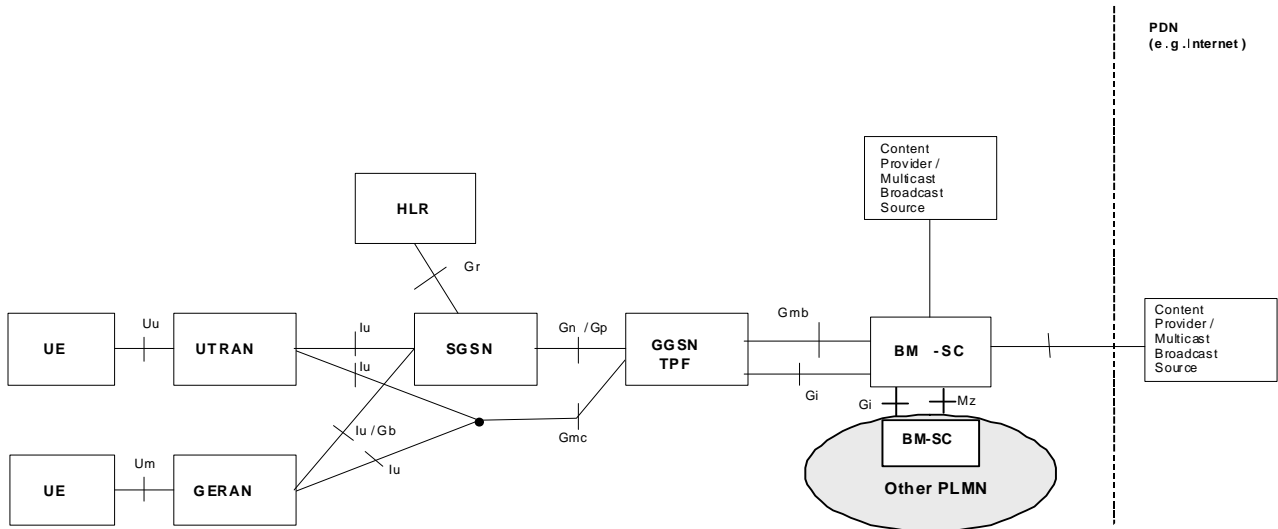 PDN
(e.g.Internet)
Content
Provider /
Multicast
Broadcast
Source
HLR
Gr
Uu
Iu
Gn / Gp
Gmb
UE
UTRAN
SGSN
GGSN
TPF
BM -SC
Content
Provider /
Multicast
Broadcast
Source
Iu
Gi
Gi
Mz
Iu / Gb
Gmc
BM-SC
Um
Iu
UE
GERAN
Other PLMN